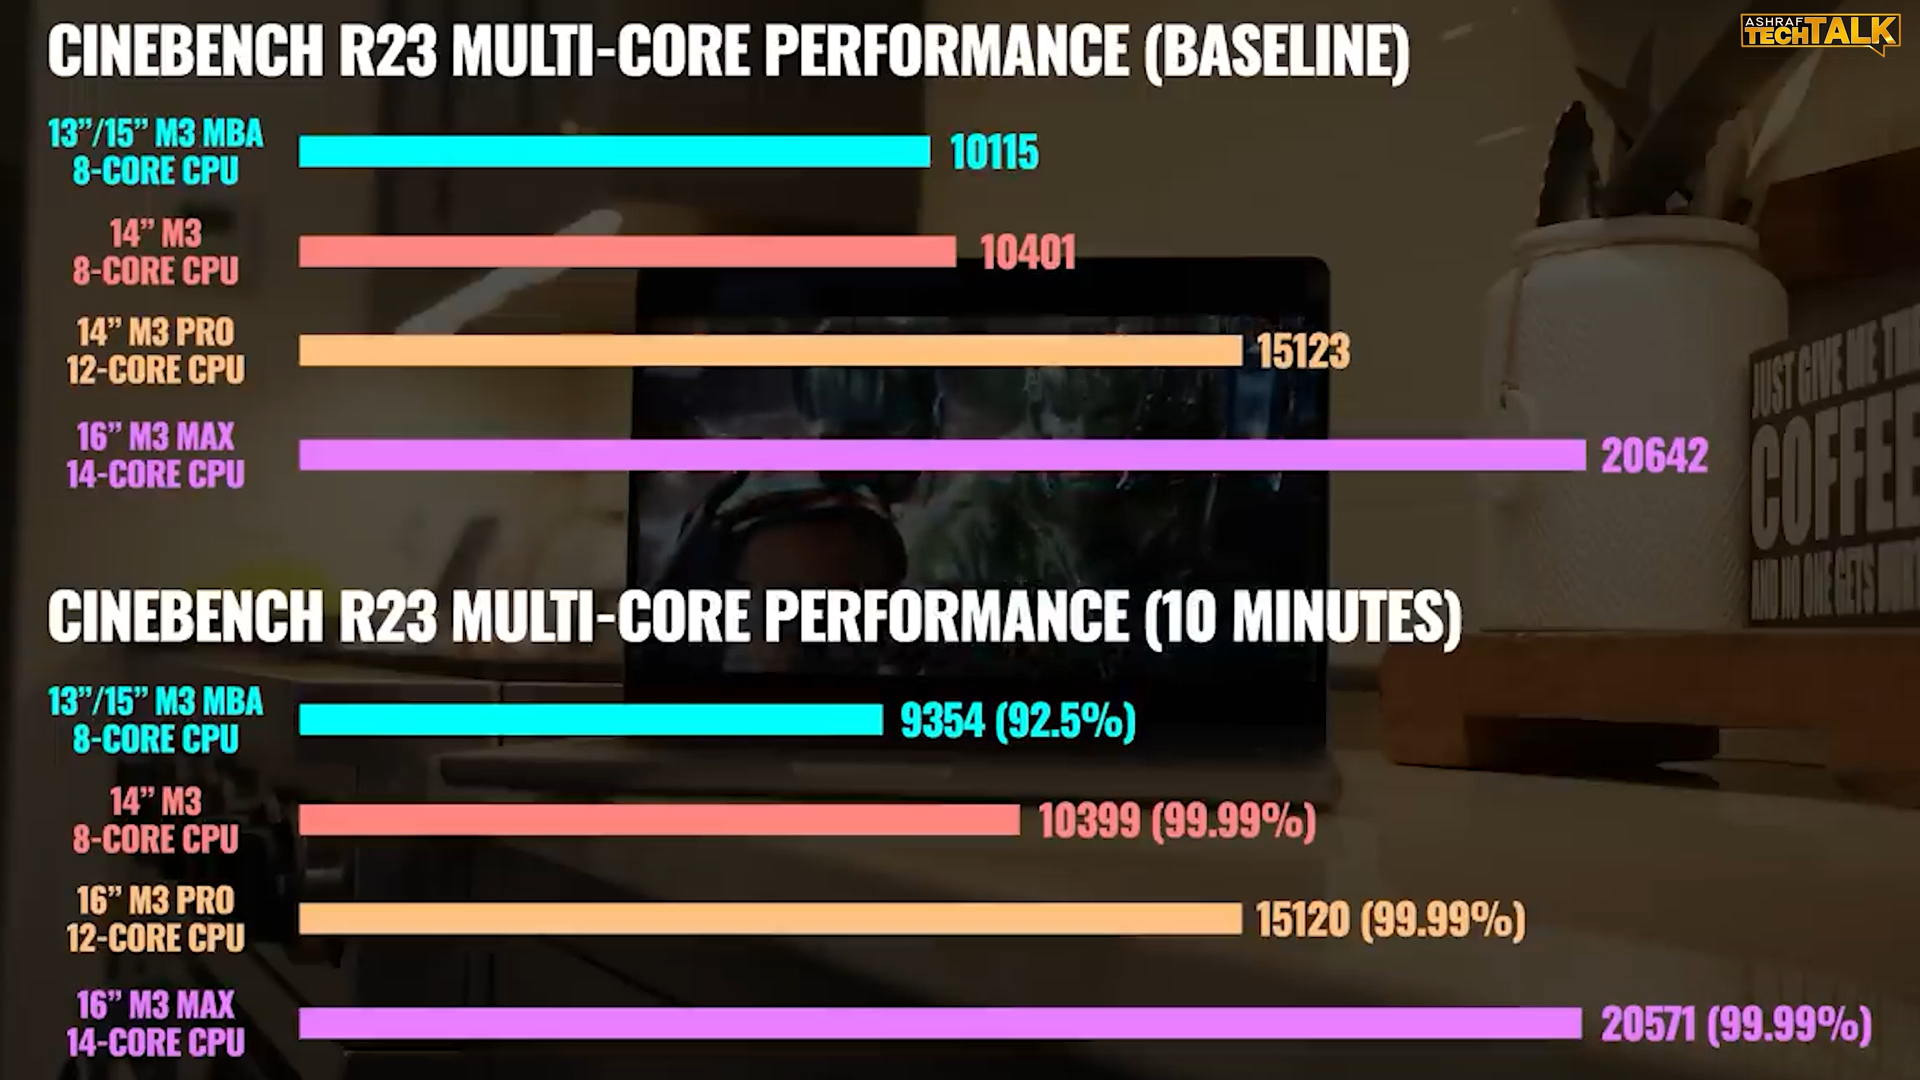 ASHRAF
TECHTALK
CINEBENCH R23 MULTI-CORE PERFORMANCE (BASELINE)
13”/15” M3 MBA
8-CORE CPU
10115
14” M3
8-CORE CPU
10401
14” M3 PRO
12-CORE CPU
15123
16” M3 MAX
14-CORE CPU
20642
JUST GIVE ME
COFFEE
AND NO ONE GETS
CINEBENCH R23 MULTI-CORE PERFORMANCE (10 MINUTES)
13”/15” M3 MBA
8-CORE CPU
9354 (92.5%)
14” M3
8-CORE CPU
10399 (99.99%)
16” M3 PRO
12-CORE CPU
15120 (99.99%)
16” M3 MAX
14-CORE CPU
20571 (99.99%)